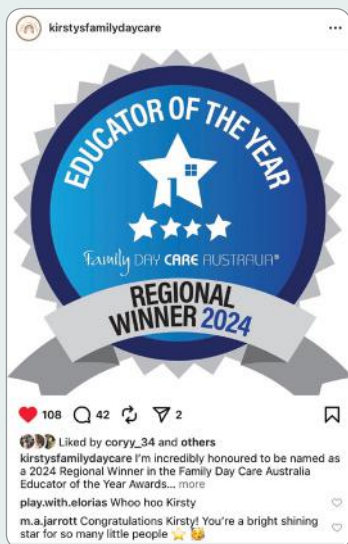 kirstysfamilydaycare
EDUCATOR OF THE YEAR
Family DAY CARE AUSTRALIA®
REGIONAL
WINNER 2024
108 42 2
Liked by coryy_34 and others
kirstysfamilydaycare I'm incredibly honoured to be named as
a 2024 Regional Winner in the Family Day Care Australia
Educator of the Year Awards... more
play.with.elorias Whoo hoo Kirsty
m.a.jarrott Congratulations Kirsty! You're a bright shining
star for so many little people ⭐ 🥳